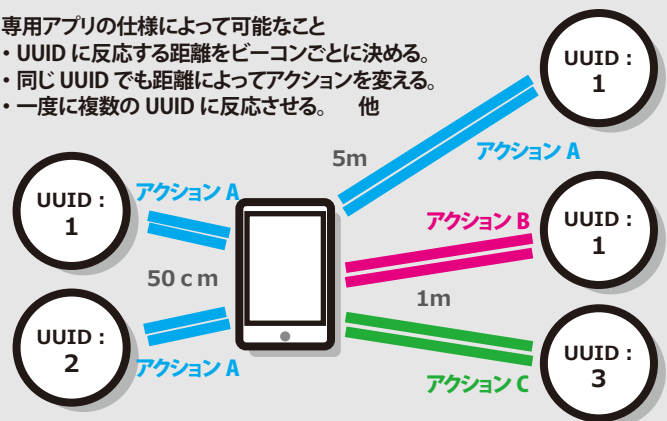 専用アプリの仕様によって可能なこと
・UUID に反応する距離をビーコンごとに決める。
・同じ UUID でも距離によってアクションを変える。
・一度に複数の UUID に反応させる。　他
UUID：
1
5m
アクション A
UUID：
1
アクション A
アクション B
UUID：
1
50ｃｍ
1m
UUID：
2
アクション A
アクション C
UUID：
3